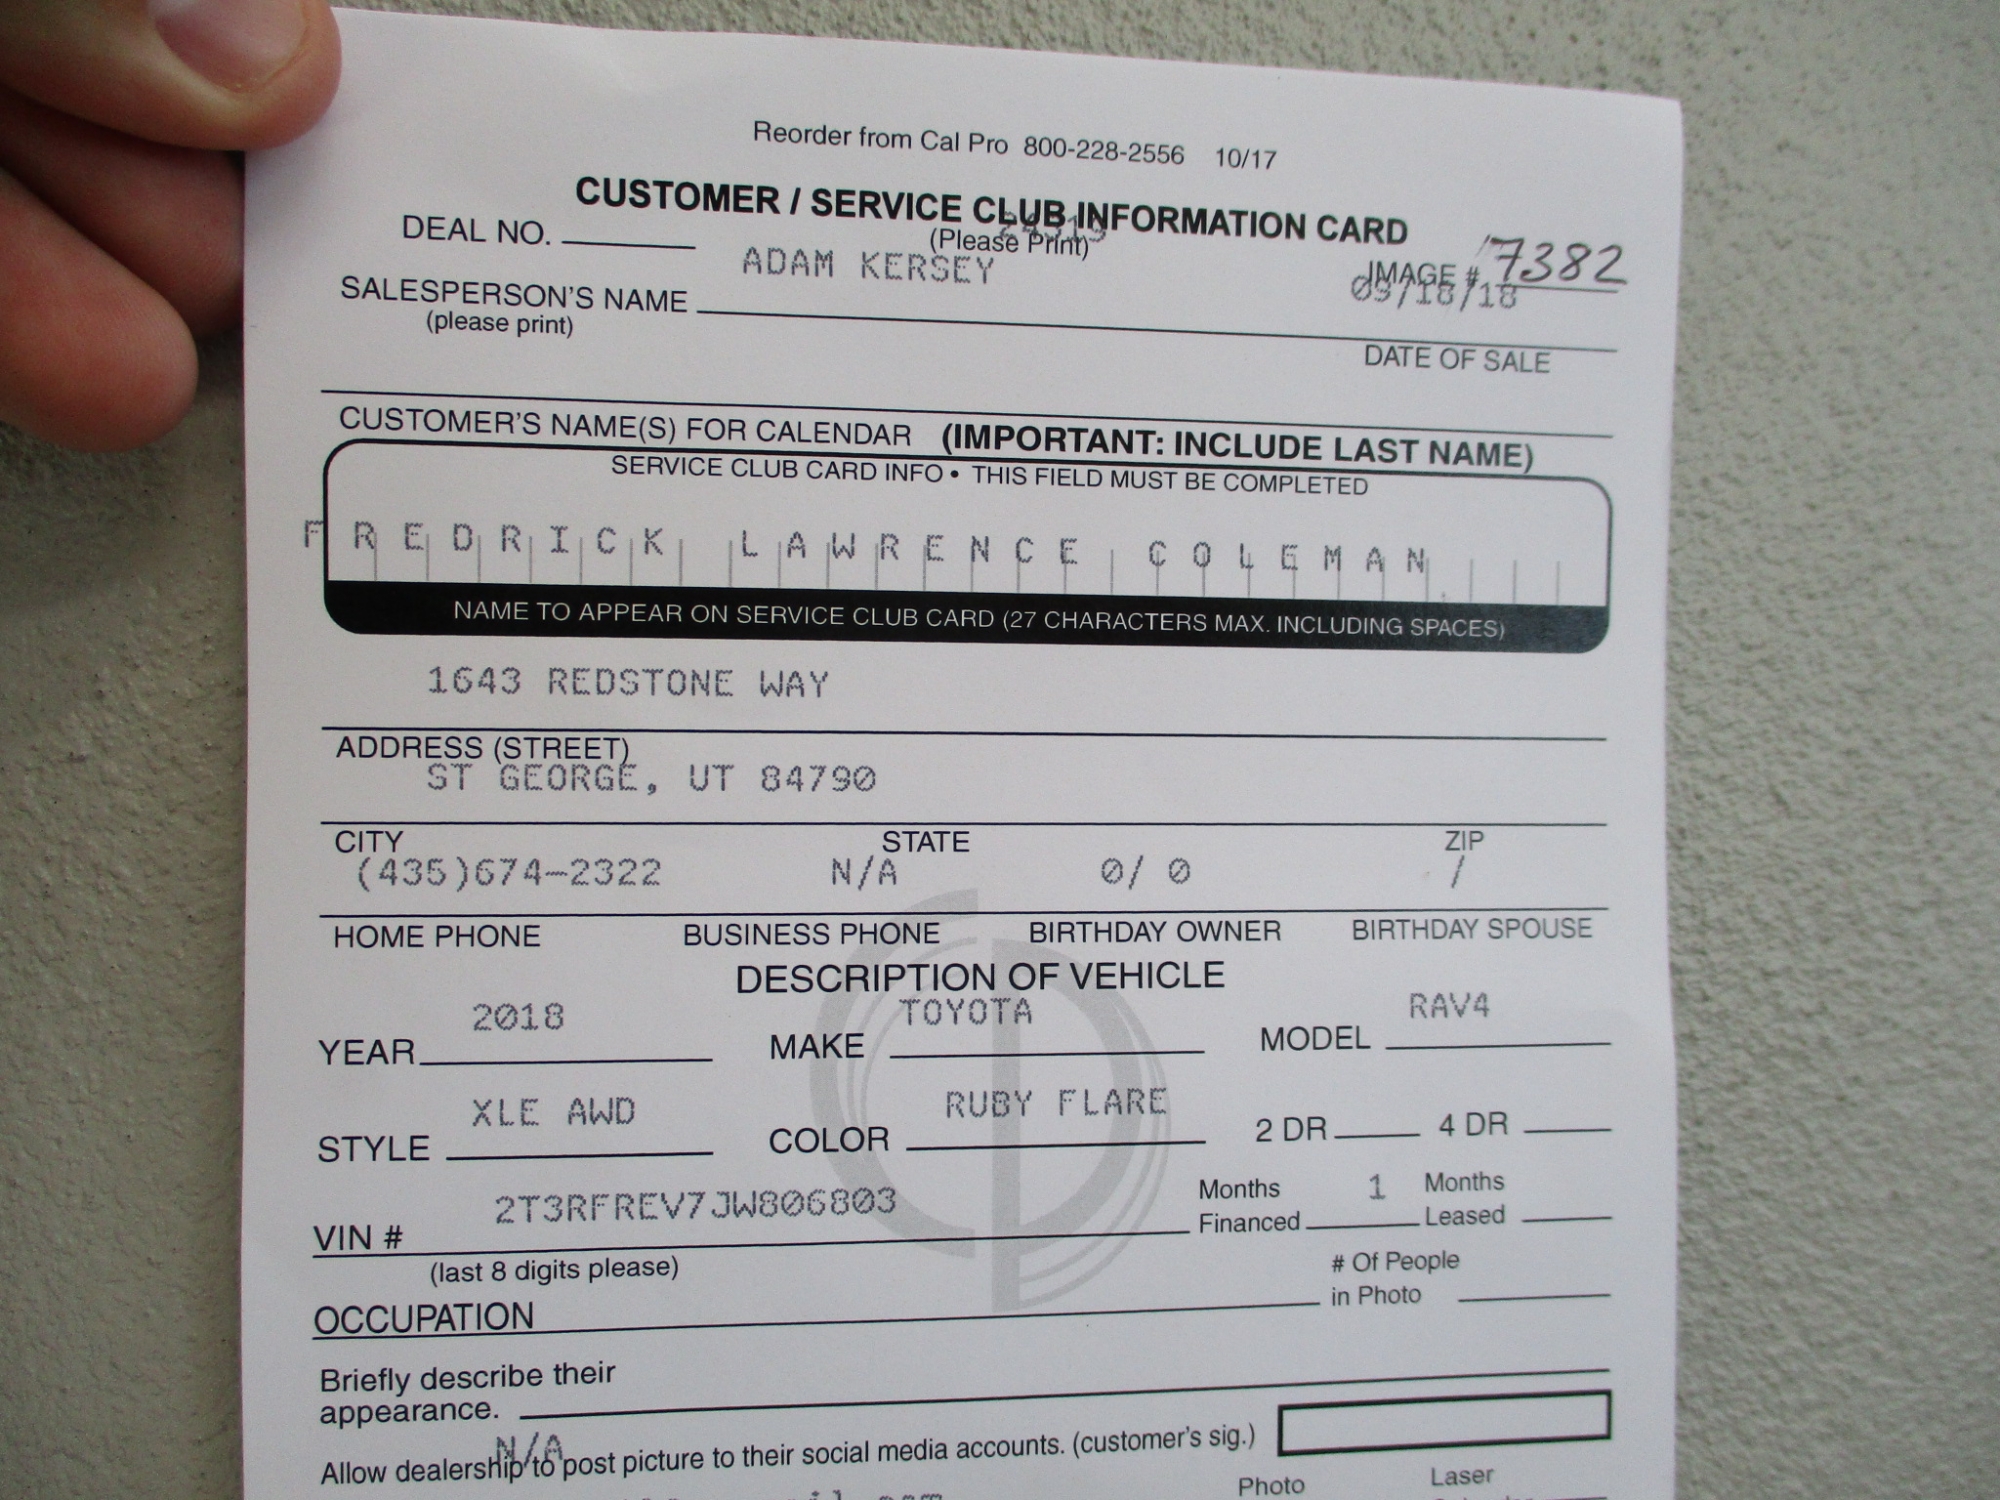 Reorder from Cal Pro 800-228-2556 10/17
CUSTOMER / SERVICE CLUB INFORMATION CARD
DEAL NO. (Please Print)
ADAM KERSEY IMAGE # 17382
SALESPERSON'S NAME 09/18/18
(please print)
DATE OF SALE
CUSTOMER'S NAME(S) FOR CALENDAR (IMPORTANT: INCLUDE LAST NAME)
SERVICE CLUB CARD INFO • THIS FIELD MUST BE COMPLETED
FREDRICK LAWRENCE COLEMAN
NAME TO APPEAR ON SERVICE CLUB CARD (27 CHARACTERS MAX. INCLUDING SPACES)
1643 REDSTONE WAY
ADDRESS (STREET)
ST GEORGE, UT 84790
CITY STATE ZIP
(435)674-2322 N/A 0/ 0 /
HOME PHONE BUSINESS PHONE BIRTHDAY OWNER BIRTHDAY SPOUSE
DESCRIPTION OF VEHICLE
YEAR 2018 MAKE TOYOTA MODEL RAV4
STYLE XLE AWD COLOR RUBY FLARE 2 DR 4 DR
VIN # 2T3RFREV7JW806803 Months Financed 1 Months Leased
(last 8 digits please)
OCCUPATION # Of People in Photo
Briefly describe their
appearance.
N/A
Allow dealership to post picture to their social media accounts. (customer's sig.)
Photo Laser